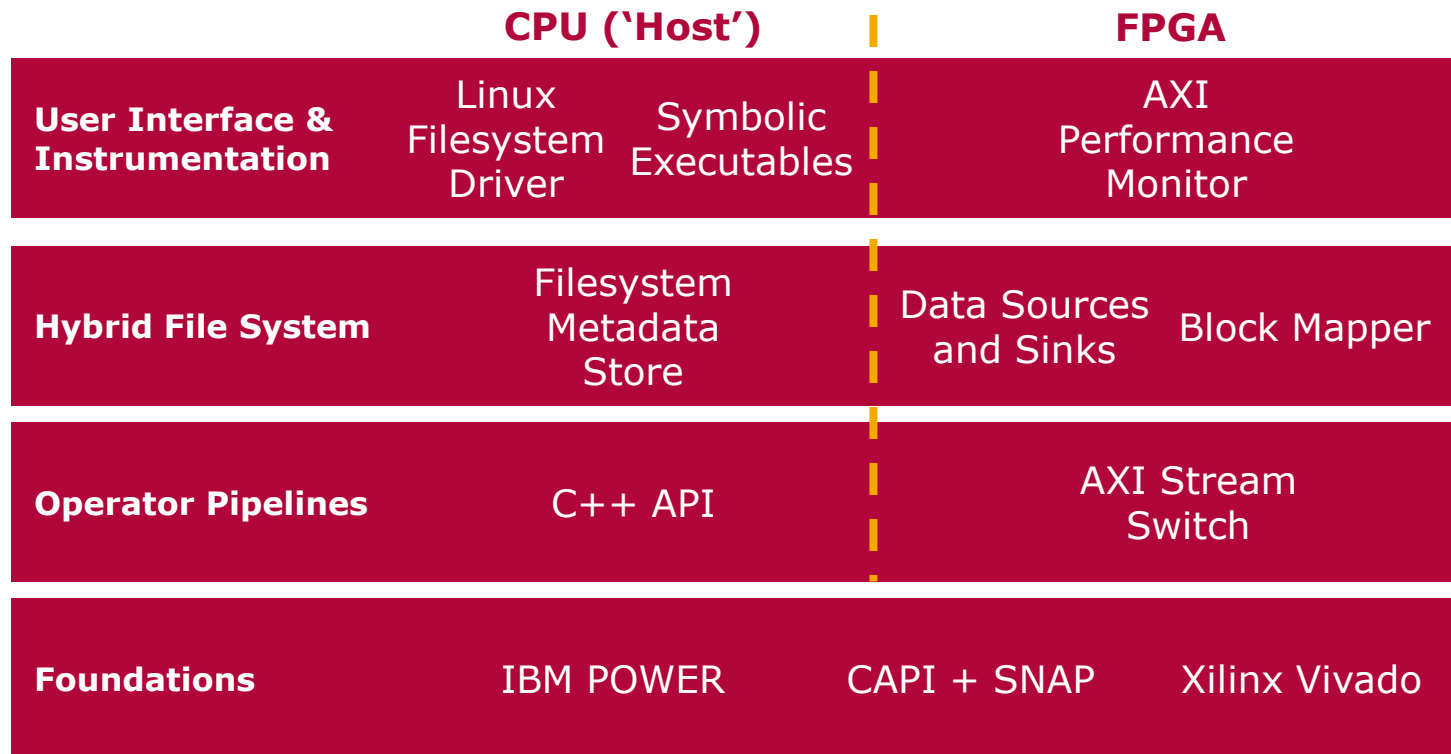 CPU (‘Host’)
FPGA
User Interface &
Instrumentation
Linux
Filesystem
Driver
Symbolic
Executables
AXI
Performance
Monitor
Hybrid File System
Filesystem
Metadata
Store
Data Sources
and Sinks
Block Mapper
Operator Pipelines
C++ API
AXI Stream
Switch
Foundations
IBM POWER
CAPI + SNAP
Xilinx Vivado